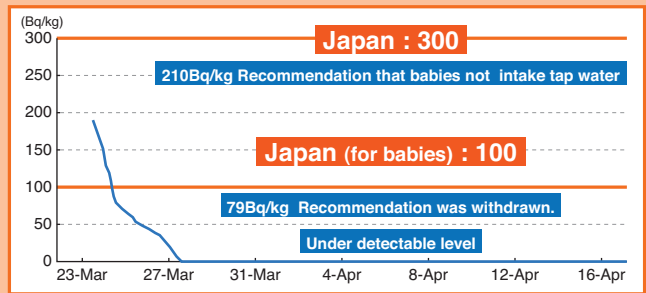 (Bq/kg)
300
Japan : 300
250
210Bq/kg Recommendation that babies not intake tap water
200
150
Japan (for babies) : 100
100
79Bq/kg Recommendation was withdrawn.
50
Under detectable level
0
23-Mar 27-Mar 31-Mar 4-Apr 8-Apr 12-Apr 16-Apr